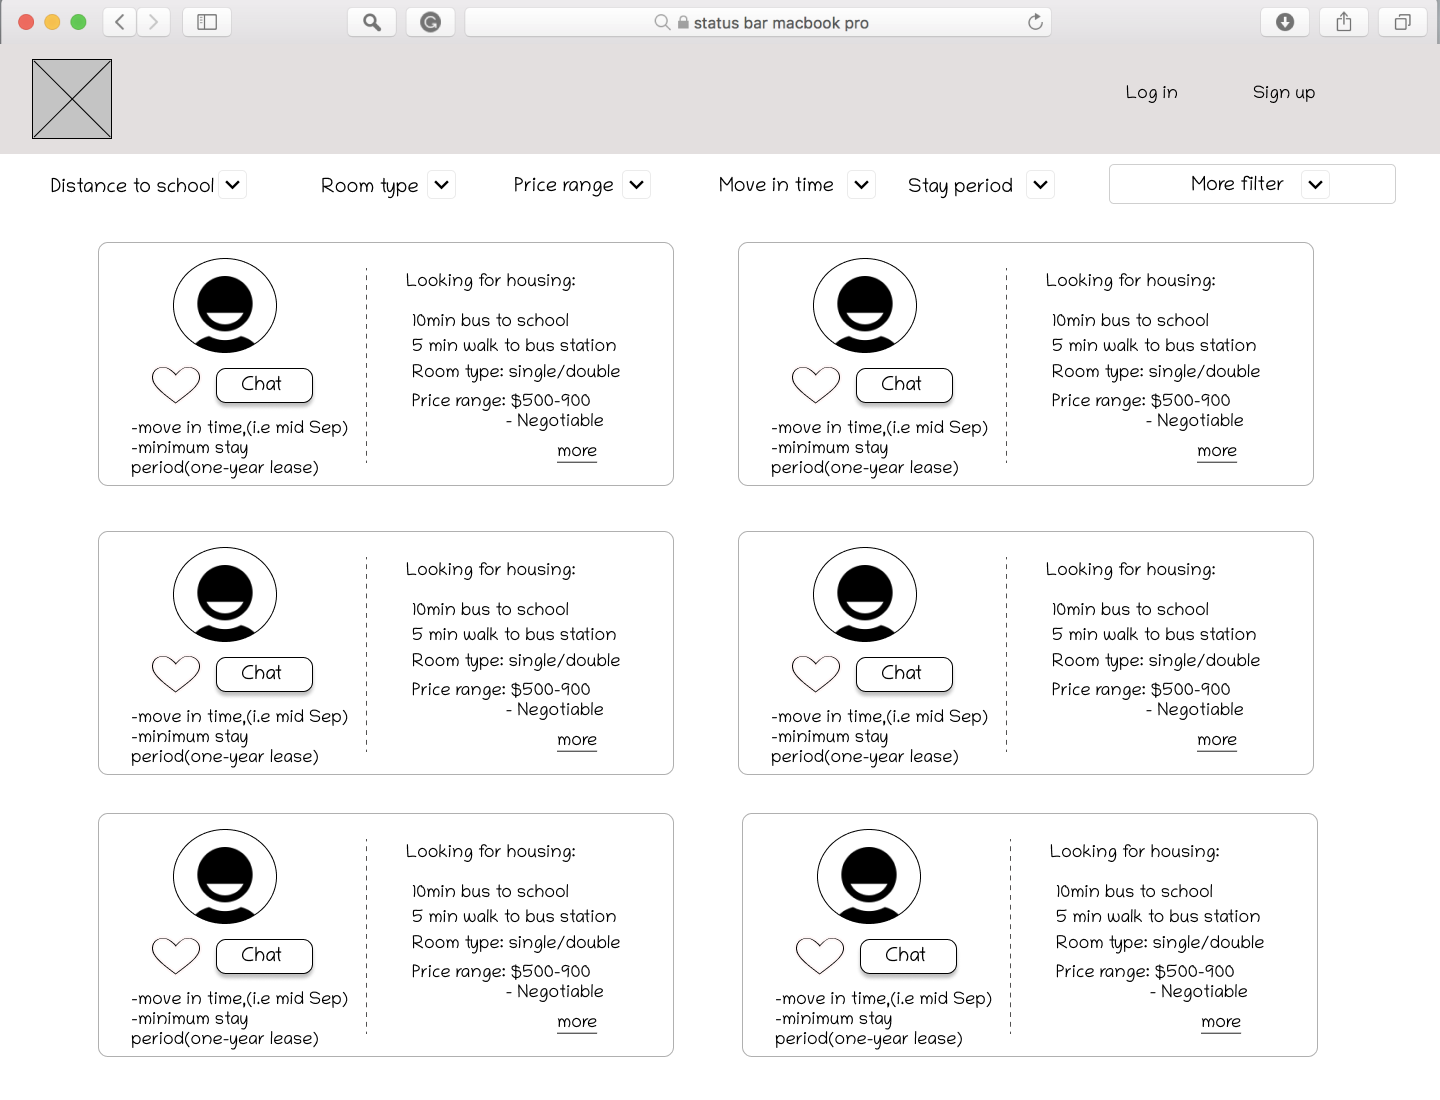 status bar macbook pro
Log in
Sign up
Distance to school
Room type
Price range
Move in time
Stay period
More filter
Chat
-move in time,(i.e mid Sep)
-minimum stay
period(one-year lease)
Looking for housing:
10min bus to school
5 min walk to bus station
Room type: single/double
Price range: $500-900
- Negotiable
more
Chat
-move in time,(i.e mid Sep)
-minimum stay
period(one-year lease)
Looking for housing:
10min bus to school
5 min walk to bus station
Room type: single/double
Price range: $500-900
- Negotiable
more
Chat
-move in time,(i.e mid Sep)
-minimum stay
period(one-year lease)
Looking for housing:
10min bus to school
5 min walk to bus station
Room type: single/double
Price range: $500-900
- Negotiable
more
Chat
-move in time,(i.e mid Sep)
-minimum stay
period(one-year lease)
Looking for housing:
10min bus to school
5 min walk to bus station
Room type: single/double
Price range: $500-900
- Negotiable
more
Chat
-move in time,(i.e mid Sep)
-minimum stay
period(one-year lease)
Looking for housing:
10min bus to school
5 min walk to bus station
Room type: single/double
Price range: $500-900
- Negotiable
more
Chat
-move in time,(i.e mid Sep)
-minimum stay
period(one-year lease)
Looking for housing:
10min bus to school
5 min walk to bus station
Room type: single/double
Price range: $500-900
- Negotiable
more